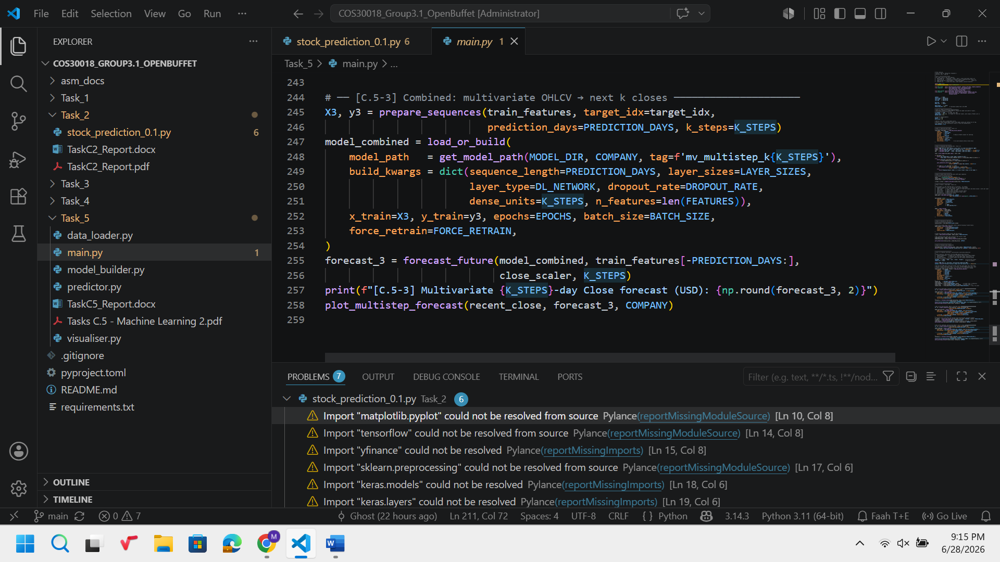 File Edit Selection View Go Run ···
COS30018_Group3.1_OpenBuffet [Administrator]
EXPLORER
COS30018_GROUP3.1_OPENBUFFET
asm_docs
Task_1
Task_2
stock_prediction_0.1.py 6
TaskC2_Report.docx
TaskC2_Report.pdf
Task_3
Task_4
Task_5
data_loader.py
main.py 1
model_builder.py
predictor.py
TaskC5_Report.docx
Tasks C.5 - Machine Learning 2.pdf
visualiser.py
.gitignore
pyproject.toml
README.md
requirements.txt
OUTLINE
TIMELINE
stock_prediction_0.1.py 6
main.py 1
Task_5 > main.py > ...
243
244 # ── [C.5-3] Combined: multivariate OHLCV → next k closes ─────────────────────
245 X3, y3 = prepare_sequences(train_features, target_idx=target_idx,
246 prediction_days=PREDICTION_DAYS, k_steps=K_STEPS)
247 model_combined = load_or_build(
248 model_path   = get_model_path(MODEL_DIR, COMPANY, tag=f'mv_multistep_k{K_STEPS}'),
249 build_kwargs = dict(sequence_length=PREDICTION_DAYS, layer_sizes=LAYER_SIZES,
250 layer_type=DL_NETWORK, dropout_rate=DROPOUT_RATE,
251 dense_units=K_STEPS, n_features=len(FEATURES)),
252 x_train=X3, y_train=y3, epochs=EPOCHS, batch_size=BATCH_SIZE,
253 force_retrain=FORCE_RETRAIN,
254 )
255 forecast_3 = forecast_future(model_combined, train_features[-PREDICTION_DAYS:],
256 close_scaler, K_STEPS)
257 print(f"[C.5-3] Multivariate {K_STEPS}-day Close forecast (USD): {np.round(forecast_3, 2)}")
258 plot_multistep_forecast(recent_close, forecast_3, COMPANY)
259
PROBLEMS 7 OUTPUT DEBUG CONSOLE TERMINAL PORTS
Filter (e.g. text, **/*.ts, !**/nod...
stock_prediction_0.1.py Task_2 6
Import "matplotlib.pyplot" could not be resolved from source Pylance(reportMissingModuleSource) [Ln 10, Col 8]
Import "tensorflow" could not be resolved from source Pylance(reportMissingModuleSource) [Ln 14, Col 8]
Import "yfinance" could not be resolved Pylance(reportMissingImports) [Ln 15, Col 8]
Import "sklearn.preprocessing" could not be resolved from source Pylance(reportMissingModuleSource) [Ln 17, Col 6]
Import "keras.models" could not be resolved Pylance(reportMissingImports) [Ln 18, Col 6]
Import "keras.layers" could not be resolved Pylance(reportMissingImports) [Ln 19, Col 6]
main 0 7 Ghost (22 hours ago) Ln 211, Col 72 Spaces: 4 UTF-8 CRLF { } Python 3.14.3 Python 3.11 (64-bit) Faah T+E Go Live
M
W
9:15 PM
6/28/2026